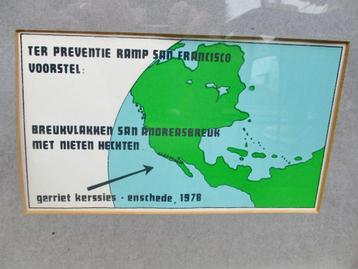 TER PREVENTIE RAMP SAN FRANCISCO
VOORSTEL:
BREUKVLAKKEN SAN ANDREASBREUK
MET NIETEN HECHTEN
gerriet kerssies - enschede, 1978